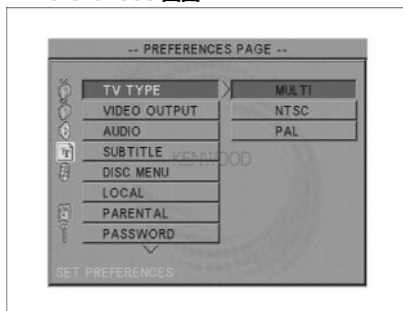 -- PREFERENCES PAGE --
TV TYPE
MULTI
VIDEO OUTPUT
NTSC
AUDIO
PAL
SUBTITLE
KENWOOD
DISC MENU
LOCAL
PARENTAL
PASSWORD
SET PREFERENCES